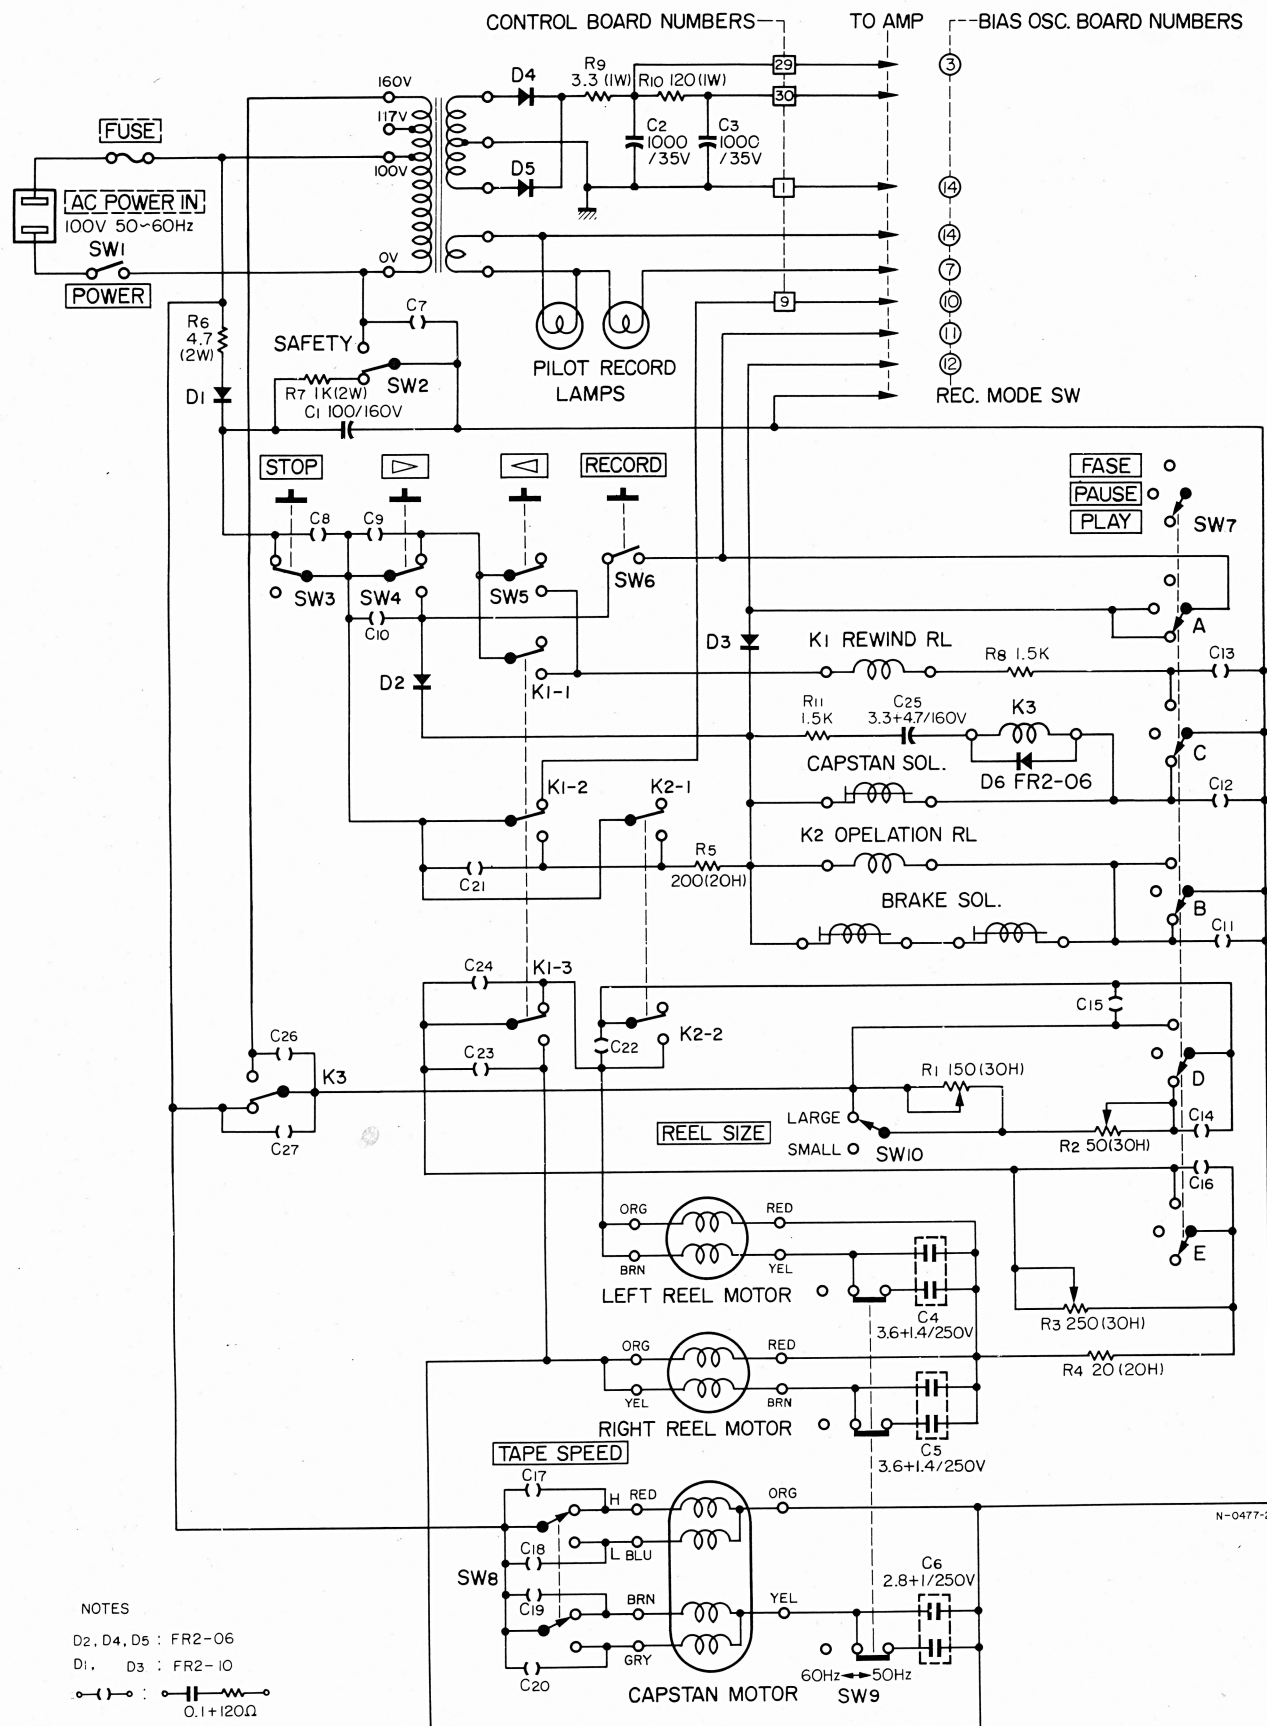 CONTROL BOARD NUMBERS
TO AMP
BIAS OSC. BOARD NUMBERS
160V
117V
100V
0V
D4
D5
R9
3.3 (1W)
R10 120 (1W)
C2
1000
/35V
C3
1000
/35V
29
30
1
9
3
14
14
7
10
11
12
REC. MODE SW
FUSE
AC POWER IN
100V 50~60Hz
SW1
POWER
R6
4.7
(2W)
D1
SAFETY
C7
SW2
R7 1K(2W)
C1 100/160V
PILOT RECORD
LAMPS
STOP
▷
◁
RECORD
FASE
PAUSE
PLAY
SW7
C8
C9
SW3
SW4
SW5
SW6
C10
D2
K1-1
D3
A
K1 REWIND RL
R8 1.5K
C13
R11
1.5K
C25
3.3+4.7/160V
K3
D6 FR2-06
C
CAPSTAN SOL.
C12
K1-2
K2-1
K2 OPELATION RL
C21
R5
200(20H)
BRAKE SOL.
B
C11
C24
K1-3
C15
C26
C23
C22
K2-2
K3
R1 150(30H)
D
C14
C27
REEL SIZE
LARGE
SMALL
SW10
R2 50(30H)
C16
ORG
RED
BRN
YEL
E
LEFT REEL MOTOR
C4
3.6+1.4/250V
R3 250(30H)
ORG
RED
YEL
BRN
R4 20(20H)
RIGHT REEL MOTOR
C5
3.6+1.4/250V
TAPE SPEED
C17
H RED
ORG
N-0477-2
C18
L BLU
SW8
C6
2.8+1/250V
C19
BRN
YEL
GRY
C20
60Hz↔50Hz
CAPSTAN MOTOR
SW9
NOTES
D2, D4, D5 : FR2-06
D1, D3 : FR2-10
:
0.1+120Ω